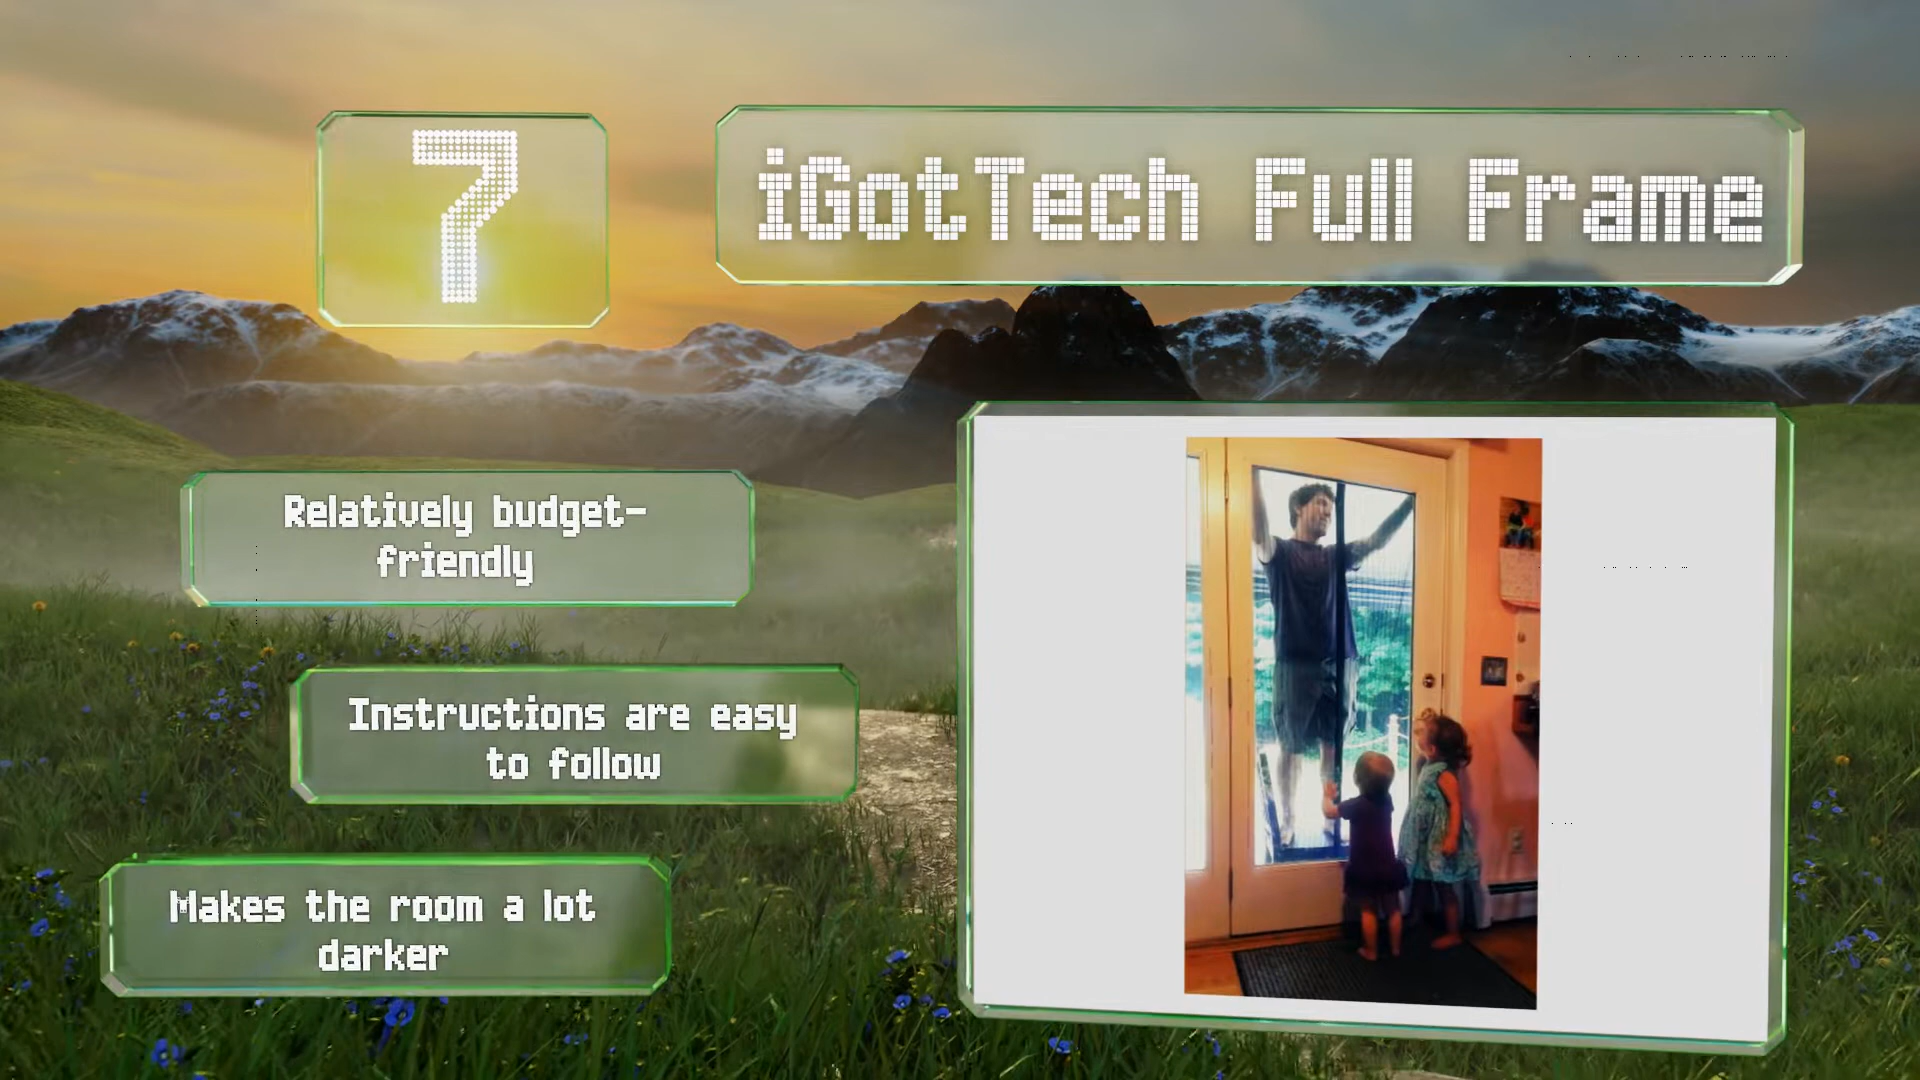 7
iGotTech Full Frame
Relatively budget-
friendly
Instructions are easy
to follow
Makes the room a lot
darker